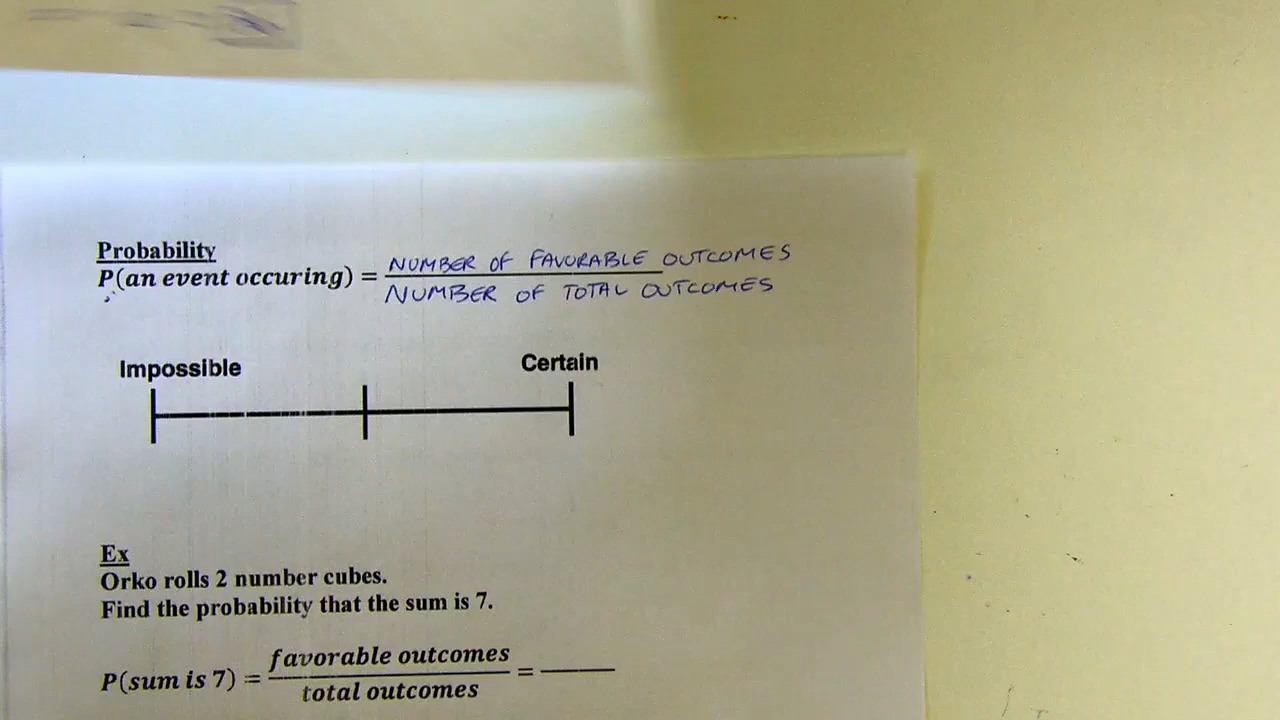 Probability
P(an event occuring) = NUMBER OF FAVORABLE OUTCOMES
NUMBER OF TOTAL OUTCOMES
Impossible Certain
Ex
Orko rolls 2 number cubes.
Find the probability that the sum is 7.
P(sum is 7) = favorable outcomes = ____
total outcomes